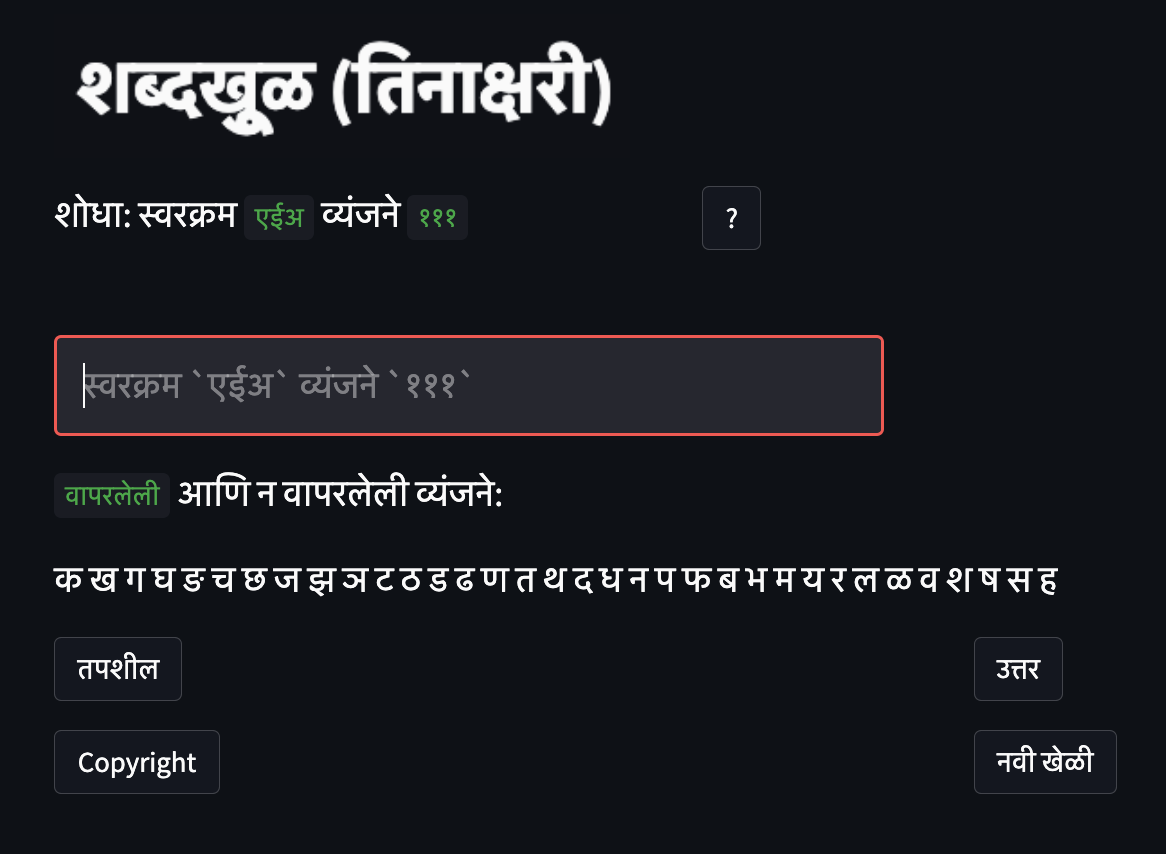 शब्दखुूळ (तिनाक्षरी)
शोधा: स्वरक्रम एईअ व्यंजने १११
?
स्वरक्रम `एईअ` व्यंजने `१११`
वापरलेली आणि न वापरलेली व्यंजने:
क ख ग घ ङ च छ ज झ ञ ट ठ ड ढ ण त थ द ध न प फ ब भ म य र ल ळ व श ष स ह
तपशील
उत्तर
Copyright
नवी खेळी